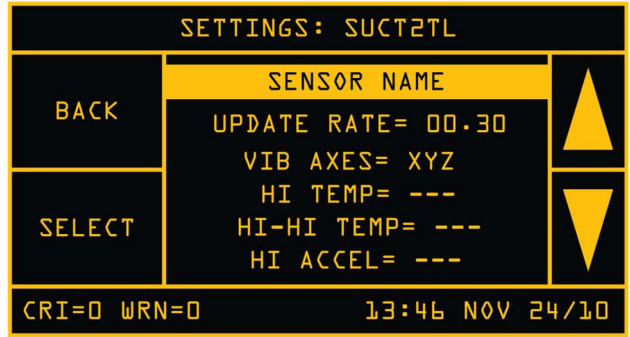 SETTINGS: SUCT2TL
BACK
SELECT
SENSOR NAME
UPDATE RATE= 00.30
VIB AXES= XYZ
HI TEMP= ---
HI-HI TEMP= ---
HI ACCEL= ---
CRI=0 WRN=0
13:46 NOV 24/10